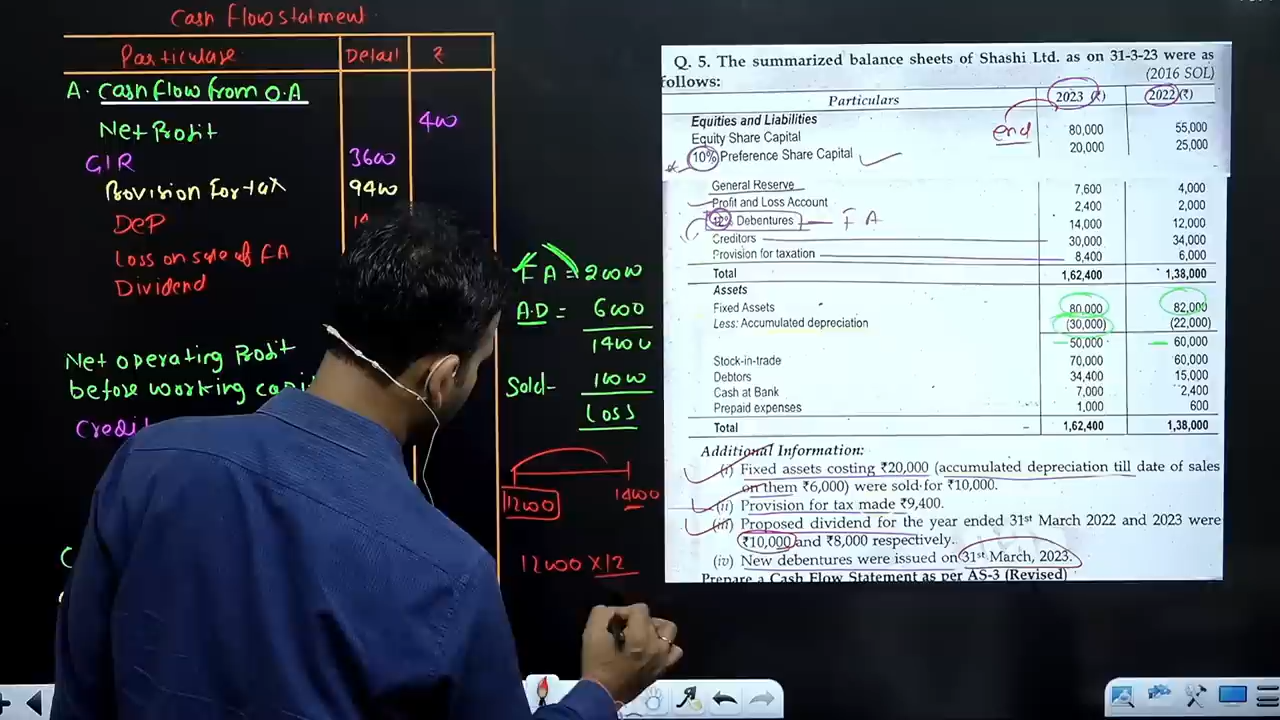 Cash Flow statment
Particulars Detail ₹
A. Cash flow from O.A
Net Profit 400
GIR 3600
Provision For tax 9400
DeP
Loss on sale of FA
Dividend
Net operating Profit
before working capi
Credit
F A = 20000
A.D = 6000
14000
Sold- 10000
Loss
12000 14000
12000 × 12
Q. 5. The summarized balance sheets of Shashi Ltd. as on 31-3-23 were as
follows: (2016 SOL)
Particulars 2023 (₹) 2022(₹)
Equities and Liabilities
end
Equity Share Capital 80,000 55,000
10% Preference Share Capital 20,000 25,000
General Reserve 7,600 4,000
Profit and Loss Account 2,400 2,000
12% Debentures F A 14,000 12,000
Creditors 30,000 34,000
Provision for taxation 8,400 6,000
Total 1,62,400 1,38,000
Assets
Fixed Assets 80,000 82,000
Less: Accumulated depreciation (30,000) (22,000)
50,000 60,000
Stock-in-trade 70,000 60,000
Debtors 34,400 15,000
Cash at Bank 7,000 2,400
Prepaid expenses 1,000 600
Total 1,62,400 1,38,000
Additional Information:
(i) Fixed assets costing ₹20,000 (accumulated depreciation till date of sales
on them ₹6,000) were sold for ₹10,000.
(ii) Provision for tax made ₹9,400.
(iii) Proposed dividend for the year ended 31st March 2022 and 2023 were
₹10,000 and ₹8,000 respectively.
(iv) New debentures were issued on 31st March, 2023.
Prepare a Cash Flow Statement as per AS-3 (Revised)